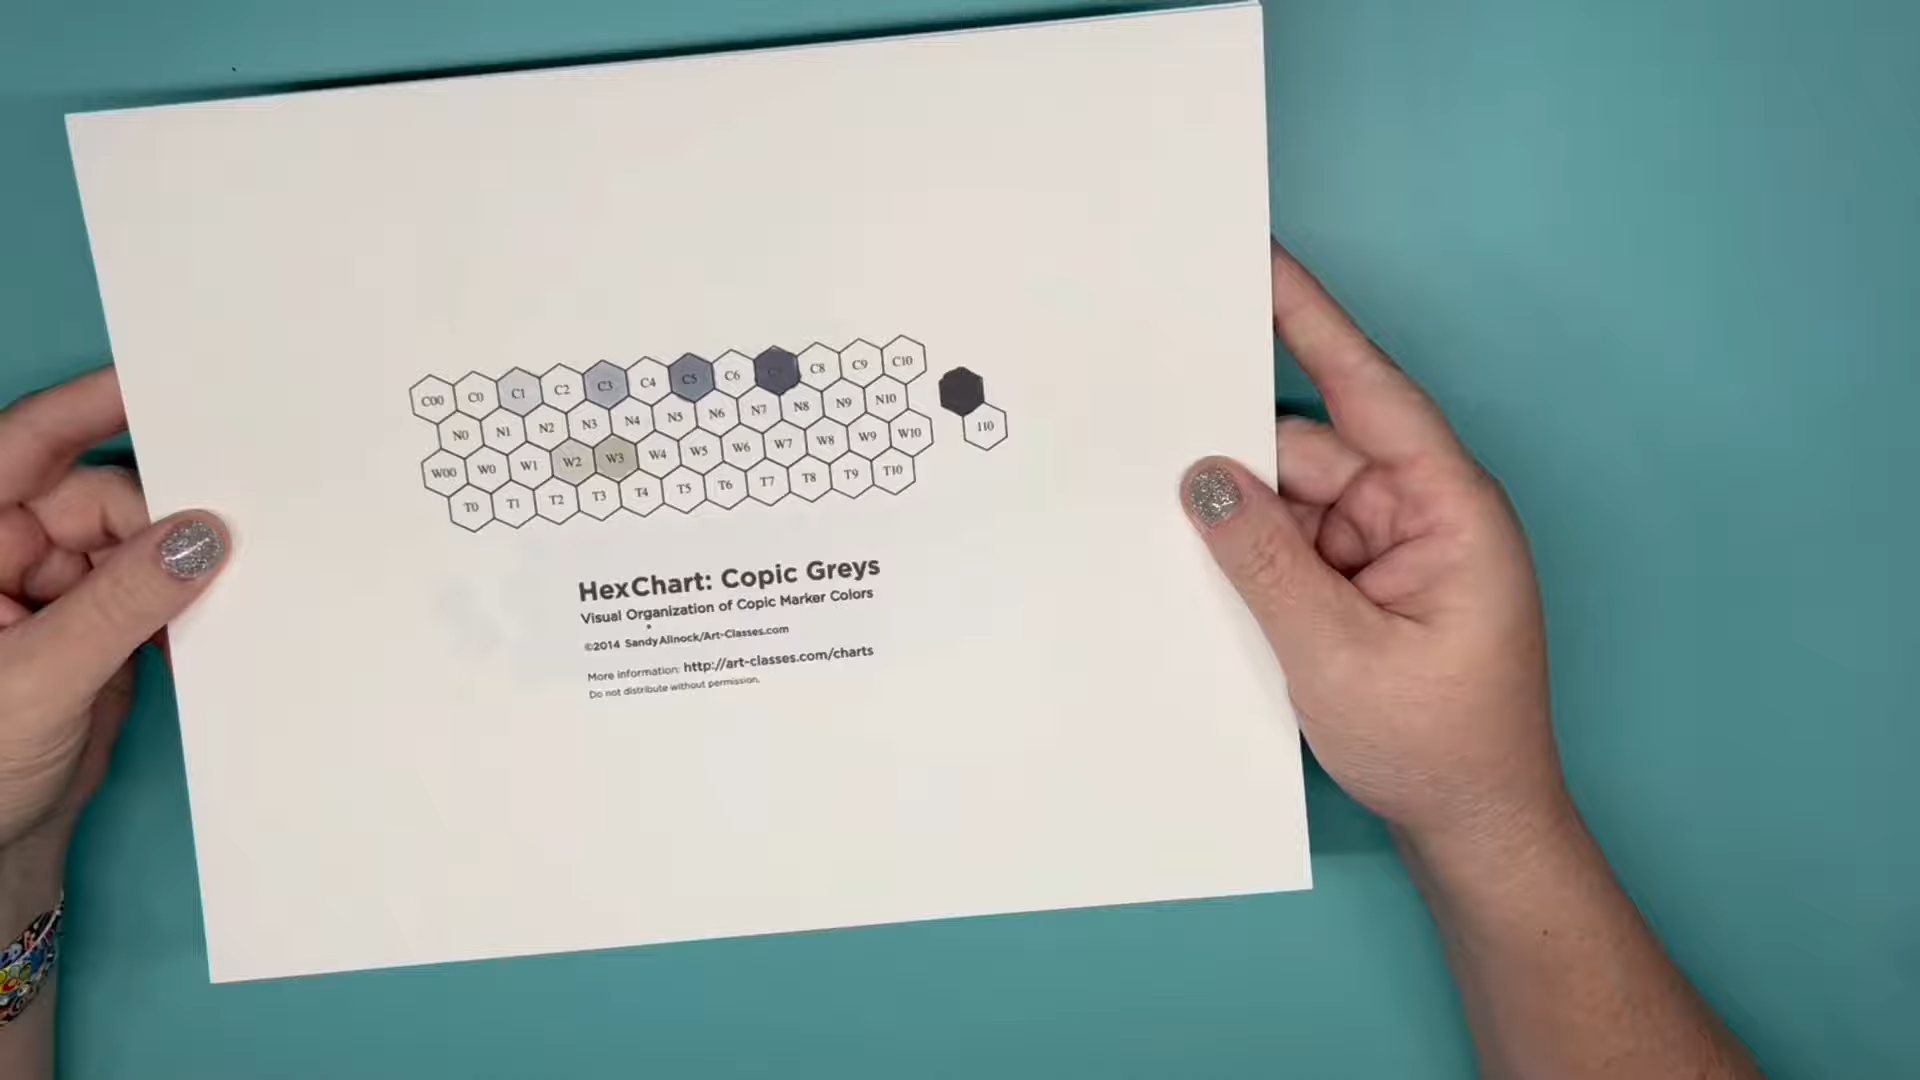 C00 C0 C1 C2 C3 C4 C5 C6 C8 C9 C10
N0 N1 N2 N3 N4 N5 N6 N7 N8 N9 N10
110
W00 W0 W1 W2 W3 W4 W5 W6 W7 W8 W9 W10
T0 T1 T2 T3 T4 T5 T6 T7 T8 T9 T10
HexChart: Copic Greys
Visual Organization of Copic Marker Colors
©2014 Sandy Allnock/Art-Classes.com
More information: http://art-classes.com/charts
Do not distribute without permission.